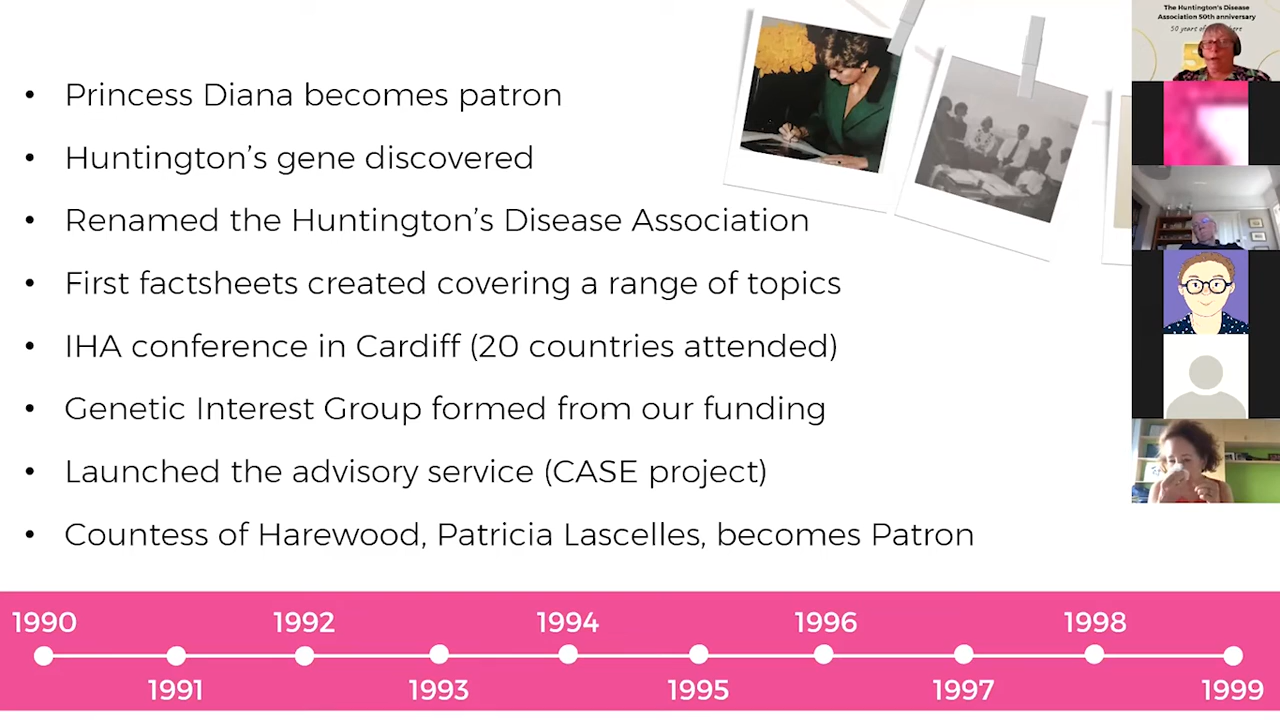 • Princess Diana becomes patron
• Huntington’s gene discovered
• Renamed the Huntington’s Disease Association
• First factsheets created covering a range of topics
• IHA conference in Cardiff (20 countries attended)
• Genetic Interest Group formed from our funding
• Launched the advisory service (CASE project)
• Countess of Harewood, Patricia Lascelles, becomes Patron
1990 1992 1994 1996 1998
1991 1993 1995 1997 1999
The Huntington's Disease
Association 50th anniversary
50 years of